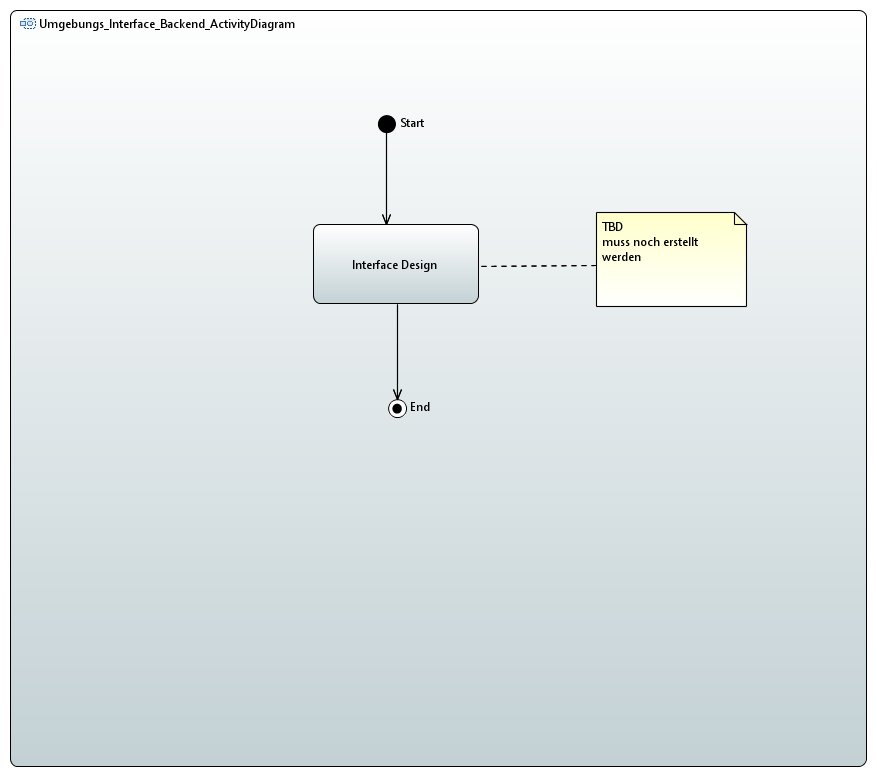 Umgebungs_Interface_Backend_ActivityDiagram
Start
Interface Design
TBD
muss noch erstellt
werden
End